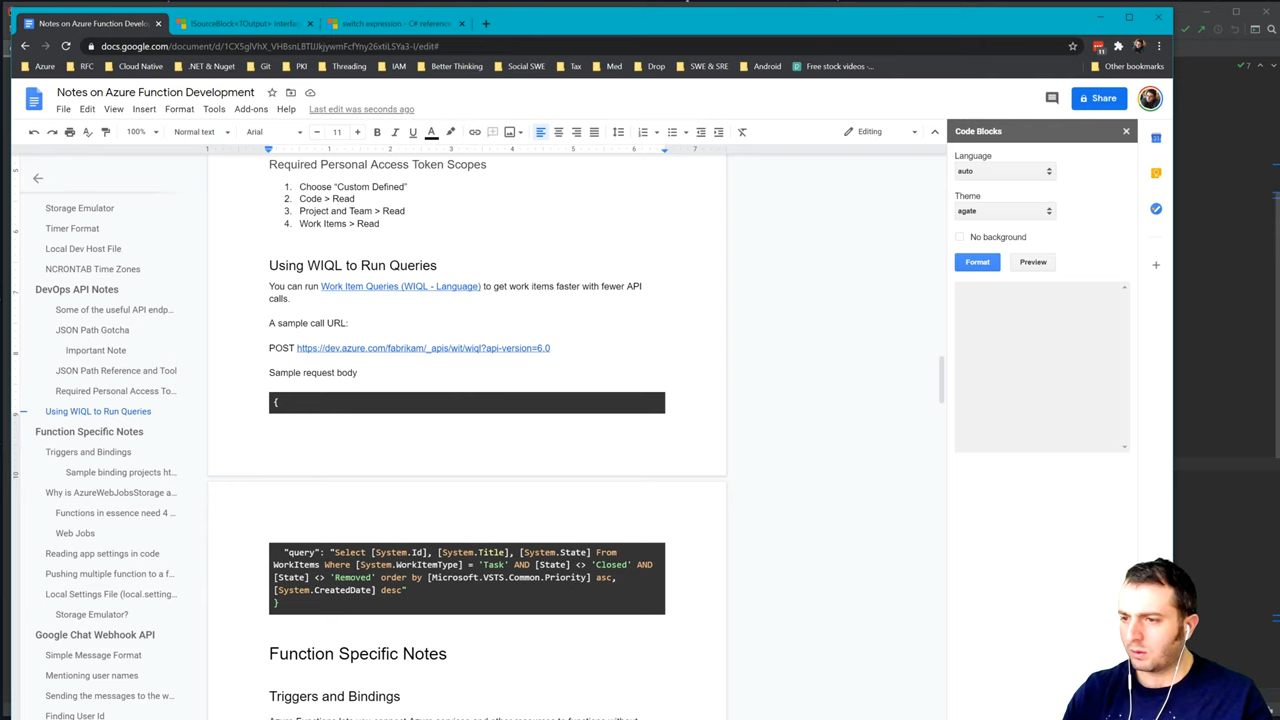 Notes on Azure Function Develo
ISourceBlock<TOutput> Interfac
switch expression - C# referenc
docs.google.com/document/d/1CX5glVhX_VHBsnLBTlJJkjywmFcfYny26xtiLSYa3-I/edit#
Azure
RFC
Cloud Native
.NET & Nuget
Git
PKI
Threading
IAM
Better Thinking
Social SWE
Tax
Med
Drop
SWE & SRE
Android
Free stock videos -...
Other bookmarks
Notes on Azure Function Development
File Edit View Insert Format Tools Add-ons Help Last edit was seconds ago
Share
100%
Normal text
Arial
11
Editing
Storage Emulator
Timer Format
Local Dev Host File
NCRONTAB Time Zones
DevOps API Notes
Some of the useful API endp...
JSON Path Gotcha
Important Note
JSON Path Reference and Tool
Required Personal Access To...
Using WIQL to Run Queries
Function Specific Notes
Triggers and Bindings
Sample binding projects ht...
Why is AzureWebJobsStorage a...
Functions in essence need 4 ...
Web Jobs
Reading app settings in code
Pushing multiple function to a f...
Local Settings File (local.setting...
Storage Emulator?
Google Chat Webhook API
Simple Message Format
Mentioning user names
Sending the messages to the w...
Finding User Id
Required Personal Access Token Scopes
1. Choose “Custom Defined”
2. Code > Read
3. Project and Team > Read
4. Work Items > Read
Using WIQL to Run Queries
You can run Work Item Queries (WIQL - Language) to get work items faster with fewer API
calls.
A sample call URL:
POST https://dev.azure.com/fabrikam/_apis/wit/wiql?api-version=6.0
Sample request body
{
"query": "Select [System.Id], [System.Title], [System.State] From
WorkItems Where [System.WorkItemType] = 'Task' AND [State] <> 'Closed' AND
[State] <> 'Removed' order by [Microsoft.VSTS.Common.Priority] asc,
[System.CreatedDate] desc"
}
Function Specific Notes
Triggers and Bindings
Code Blocks
Language
auto
Theme
agate
No background
Format
Preview